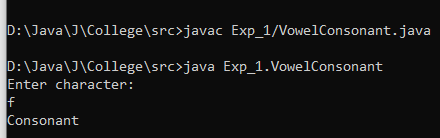 D:\Java\J\College\src>javac Exp_1/VowelConsonant.java
D:\Java\J\College\src>java Exp_1.VowelConsonant
Enter character:
f
Consonant